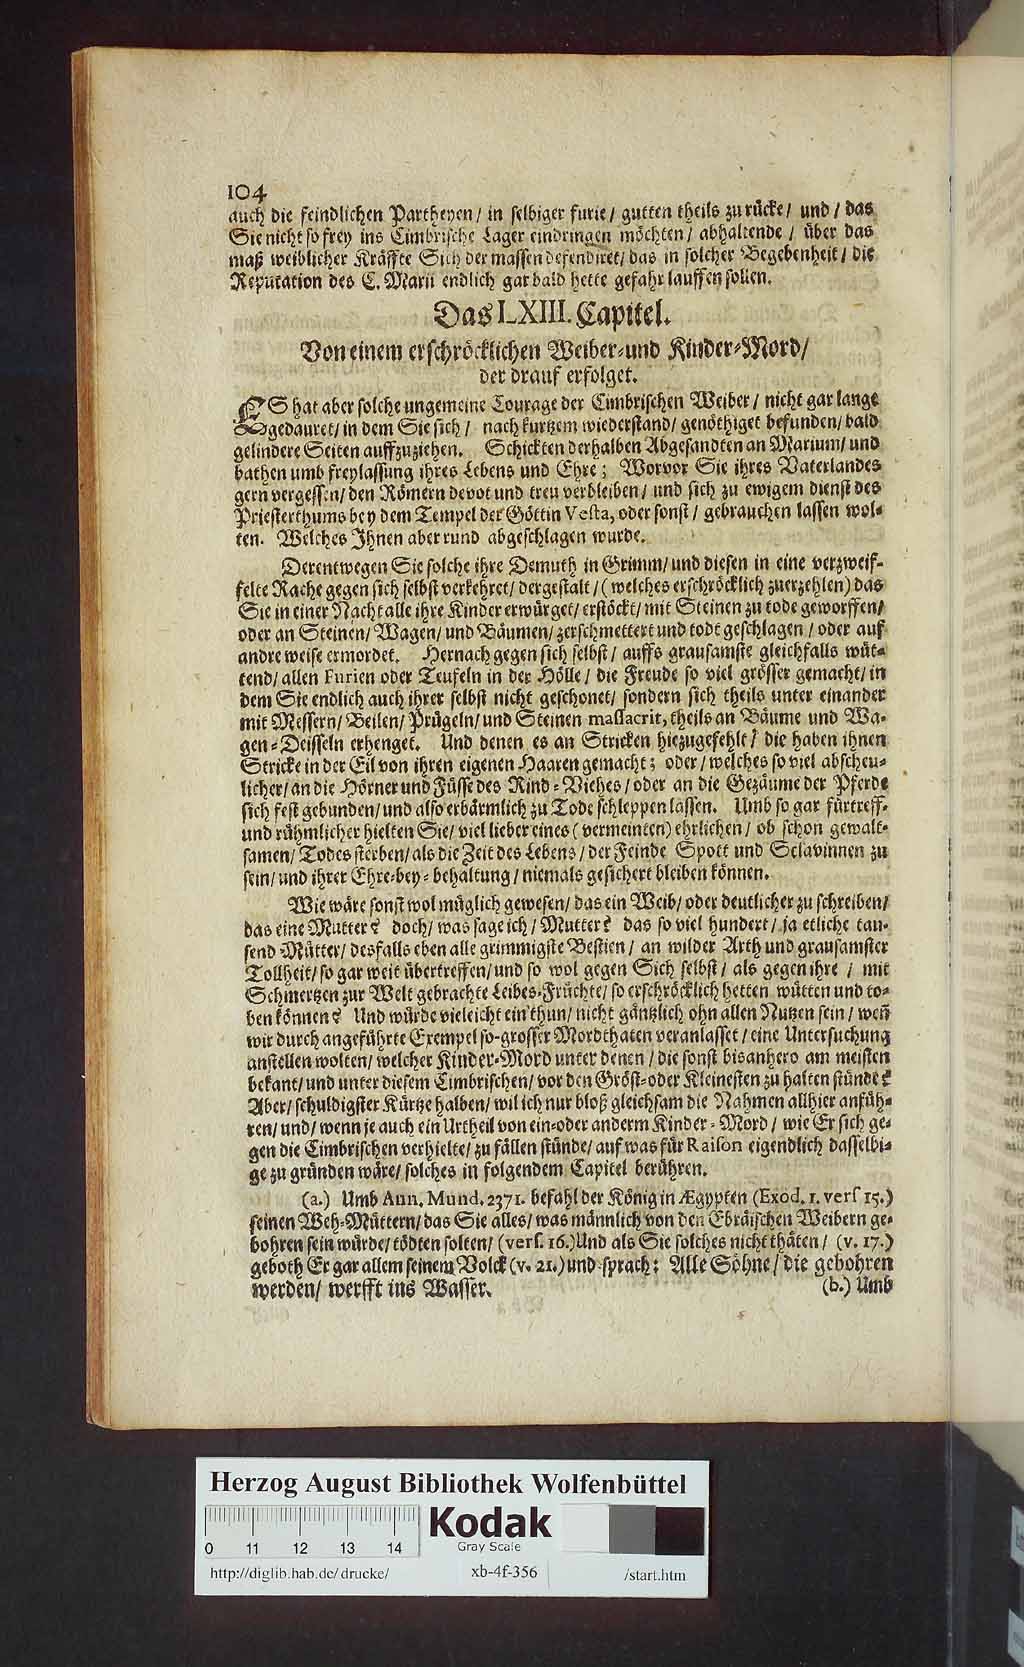 104
auch die feindlichen Partheyen/ in selbiger furie/ gutten theils zu rücke/ und/ das
Sie nicht so frey ins Cimbrische Lager eindringen möchten/ abhaltende/ über das
maß weiblicher Kräffte Sich der massen defendiret/ das in solcher Begebenheit/ die
Reputation des C. Marii endlich gar bald hette gefahr lauffen sollen.
Das LXIII. Capitel.
Von einem erschröcklichen Weiber-und Kinder-Mord/
der drauf erfolget.
ES hat aber solche ungemeine Courage der Cimbrischen Weiber/ nicht gar lange
gedauret/ in dem Sie sich/ nach kurtzem wiederstand/ genöthiget befunden/ bald
gelindere Seiten auffzuziehen. Schickten derhalben Abgesandten an Marium/ und
bathen umb freylassung ihres Lebens und Ehre; Worvor Sie ihres Vaterlandes
gern vergessen/ den Römern devot und treu verbleiben/ und sich zu ewigem dienst des
Priesterthums bey dem Tempel der Göttin Vesta, oder sonst/ gebrauchen lassen wol-
ten. Welches Ihnen aber rund abgeschlagen wurde.
Derentwegen Sie solche ihre Demuth in Grimm/ und diesen in eine verzweif-
felte Rache gegen sich selbst verkehret/ dergestalt/ (welches erschröcklich zuerzehlen) das
Sie in einer Nacht alle ihre Kinder erwürget/ erstöckt/ mit Steinen zu tode geworffen/
oder an Steinen/ Wagen/ und Bäumen/ zerschmettert und todt geschlagen/ oder auf
andre weise ermordet. Hernach gegen sich selbst/ auffs grausamste gleichfalls wüt-
tend/ allen Furien oder Teufeln in der Hölle/ die Freude so viel grösser gemacht/ in
dem Sie endlich auch ihrer selbst nicht geschonet/ sondern sich theils unter einander
mit Messern/ Beilen/ Prügeln/ und Steinen massacrit, theils an Bäume und Wa-
gen-Deisseln erhenget. Und denen es an Stricken hiezugefehlt/ die haben ihnen
Stricke in der Eil von ihren eigenen Haaren gemacht; oder/ welches so viel abscheu-
licher/ an die Hörner und Füsse des Rind-Viehes/ oder an die Gezäume der Pferde
sich fest gebunden/ und also erbärmlich zu Tode schleppen lassen. Umb so gar fürtreff-
und rühmlicher hielten Sie/ viel lieber eines (vermeinten) ehrlichen/ ob schon gewalt-
samen/ Todes sterben/ als die Zeit des Lebens/ der Feinde Spott und Sclavinnen zu
sein/ und ihrer Ehre-bey-behaltung/ niemals gesichert bleiben können.
Wie wäre sonst wol müglich gewesen/ das ein Weib/ oder deutlicher zu schreiben/
das eine Mutter? doch/ was sage ich/ Mutter? das so viel hundert/ ja etliche tau-
send Mütter/ desfalls eben alle grimmigste Bestien/ an wilder Arth und grausamster
Tollheit/ so gar weit übertreffen/ und so wol gegen Sich selbst/ als gegen ihre/ mit
Schmertzen zur Welt gebrachte Leibes-Früchte/ so erschröcklich hetten wütten und to-
ben können? Und würde vieleicht ein thun/ nicht gäntzlich ohn allen Nutzen sein/ weñ
wir durch angeführte Exempel so-grosser Mordthaten veranlasset/ eine Untersuchung
anstellen wolten/ welcher Kinder-Mord unter denen/ die sonst bisanhero am meisten
bekant/ und unter diesem Cimbrischen/ vor den Gröst-oder Kleinesten zu halten stünde?
Aber/ schuldigster Kürtze halben/ wil ich nur bloß gleichsam die Nahmen allhier anfüh-
ren/ und/ wenn je auch ein Urtheil von ein-oder anderm Kinder-Mord/ wie Er sich ge-
gen die Cimbrischen verhielte/ zu fällen stünde/ auf was für Raison eigendlich dasselbi-
ge zu gründen wäre/ solches in folgendem Capitel berühren.
(a.) Umb Ann. Mund. 2371. befahl der König in Ægypten (Exod. 1. vers 15.)
seinen Weh-Müttern/ das Sie alles/ was männlich von den Ebräischen Weibern ge-
bohren sein würde/ tödten solten/ (vers. 16.) Und als Sie solches nicht thäten/ (v. 17.)
geboth Er gar allem seinem Volck (v. 21.) und sprach: Alle Söhne/ die gebohren
werden/ werfft ins Wasser.
(b.) Umb
Herzog August Bibliothek Wolfenbüttel
0 11 12 13 14
Kodak
Gray Scale
http://diglib.hab.de/drucke/ xb-4f-356 /start.htm